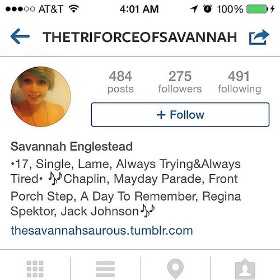 AT&T 4:01 AM 100%
THETRIFORCEOFSAVANNAH
484 275 491
posts followers following
+ Follow
Savannah Englestead
•17, Single, Lame, Always Trying&Always
Tired• 🎶Chaplin, Mayday Parade, Front
Porch Step, A Day To Remember, Regina
Spektor, Jack Johnson🎶
thesavannahsaurous.tumblr.com